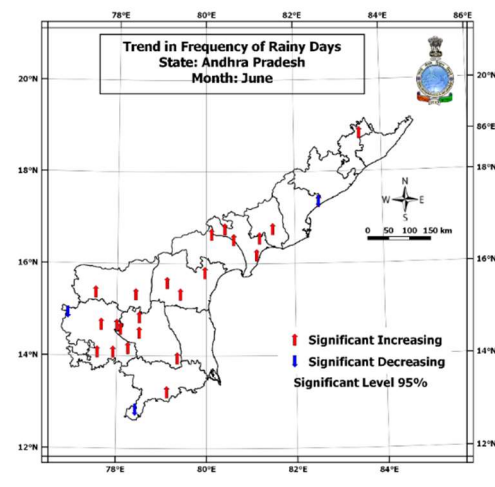 78°E 80°E 82°E 84°E 86°E
Trend in Frequency of Rainy Days
State: Andhra Pradesh
Month: June
20°N 20°N
86°E
18°N 18°N
N
W E
S
0 50 100 150 km
16°N 16°N
Significant Increasing
Significant Decreasing
Significant Level 95%
14°N 14°N
12°N 12°N
78°E 80°E 82°E 84°E